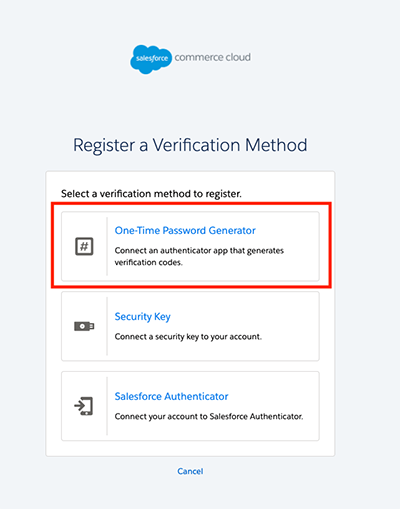 salesforce commerce cloud
Register a Verification Method
Select a verification method to register.
#
One-Time Password Generator
Connect an authenticator app that generates
verification codes.
Security Key
Connect a security key to your account.
Salesforce Authenticator
Connect your account to Salesforce Authenticator.
Cancel